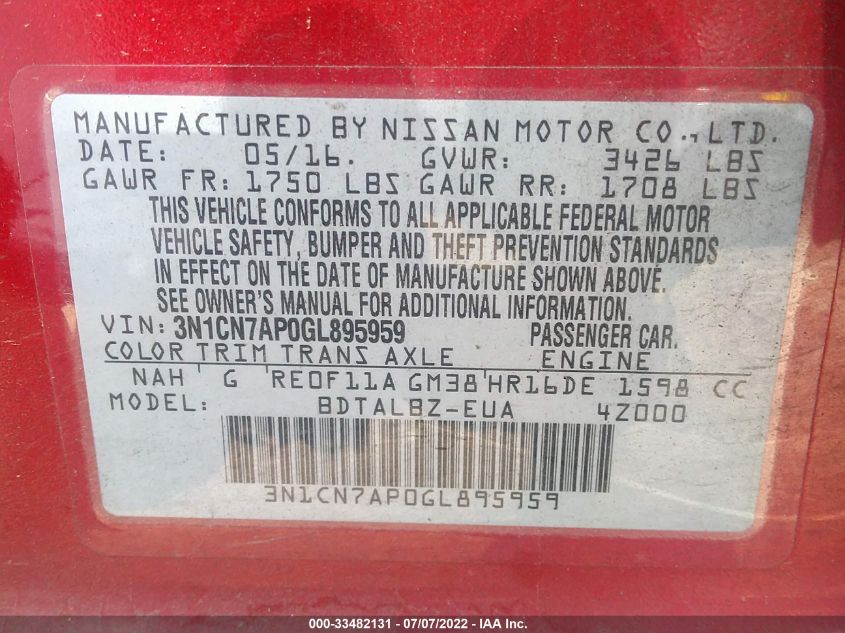 MANUFACTURED BY NISSAN MOTOR CO., LTD.
DATE: 05/16. GVWR: 3426 LBS
GAWR FR: 1750 LBS GAWR RR: 1708 LBS
THIS VEHICLE CONFORMS TO ALL APPLICABLE FEDERAL MOTOR
VEHICLE SAFETY, BUMPER AND THEFT PREVENTION STANDARDS
IN EFFECT ON THE DATE OF MANUFACTURE SHOWN ABOVE.
SEE OWNER'S MANUAL FOR ADDITIONAL INFORMATION.
VIN: 3N1CN7AP0GL895959 PASSENGER CAR.
COLOR TRIM TRANS AXLE ENGINE
NAH G RE0F11A GM38 HR16DE 1598 CC
MODEL: BDTALBZ-EUA 4Z000
3N1CN7AP0GL895959
000-33482131 - 07/07/2022 - IAA, Inc.